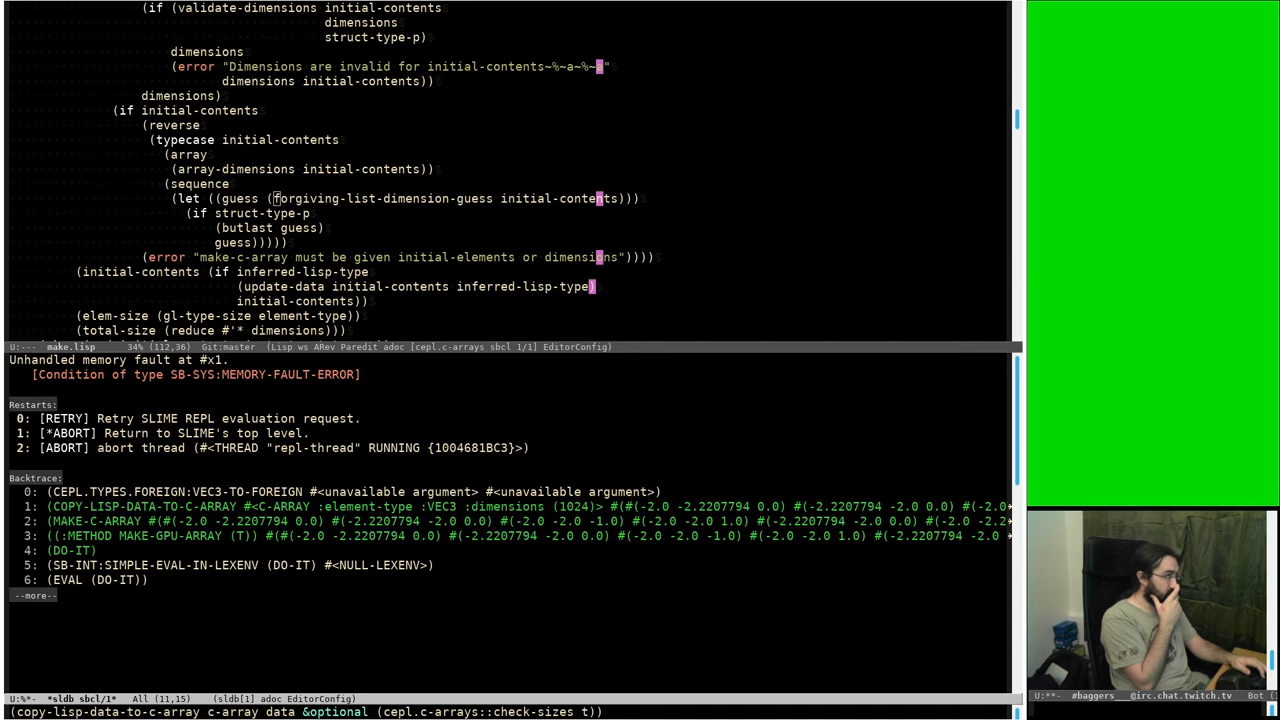 (if (validate-dimensions initial-contents
dimensions
struct-type-p)
dimensions
(error "Dimensions are invalid for initial-contents~%~a~%~a"
dimensions initial-contents))
dimensions)
(if initial-contents
(reverse
(typecase initial-contents
(array
(array-dimensions initial-contents))
(sequence
(let ((guess (forgiving-list-dimension-guess initial-contents)))
(if struct-type-p
(butlast guess)
guess)))))
(error "make-c-array must be given initial-elements or dimensions"))))
(initial-contents (if inferred-lisp-type
(update-data initial-contents inferred-lisp-type)
initial-contents))
(elem-size (gl-type-size element-type))
(total-size (reduce #'* dimensions)))
U:--- make.lisp 34% (112,36) Git:master (Lisp ws ARev Paredit adoc [cepl.c-arrays sbcl 1/1] EditorConfig)
Unhandled memory fault at #x1.
[Condition of type SB-SYS:MEMORY-FAULT-ERROR]
Restarts:
0: [RETRY] Retry SLIME REPL evaluation request.
1: [*ABORT] Return to SLIME's top level.
2: [ABORT] abort thread (#<THREAD "repl-thread" RUNNING {1004681BC3}>)
Backtrace:
0: (CEPL.TYPES.FOREIGN:VEC3-TO-FOREIGN #<unavailable argument> #<unavailable argument>)
1: (COPY-LISP-DATA-TO-C-ARRAY #<C-ARRAY :element-type :VEC3 :dimensions (1024)> #(#(-2.0 -2.2207794 0.0) #(-2.2207794 -2.0 0.0) #(-2.0
2: (MAKE-C-ARRAY #(#(-2.0 -2.2207794 0.0) #(-2.2207794 -2.0 0.0) #(-2.0 -2.0 -1.0) #(-2.0 -2.0 1.0) #(-2.2207794 -2.0 0.0) #(-2.0 -2.2
3: ((:METHOD MAKE-GPU-ARRAY (T)) #(#(-2.0 -2.2207794 0.0) #(-2.2207794 -2.0 0.0) #(-2.0 -2.0 -1.0) #(-2.0 -2.0 1.0) #(-2.2207794 -2.0
4: (DO-IT)
5: (SB-INT:SIMPLE-EVAL-IN-LEXENV (DO-IT) #<NULL-LEXENV>)
6: (EVAL (DO-IT))
--more--
U:%*- *sldb sbcl/1* All (11,15) (sldb[1] adoc EditorConfig)
U:**- #baggers___@irc.chat.twitch.tv Bot (
(copy-lisp-data-to-c-array c-array data &optional (cepl.c-arrays::check-sizes t))